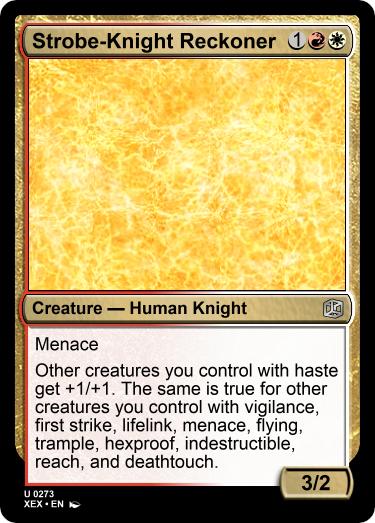 Strobe-Knight Reckoner 1
Creature — Human Knight
Menace
Other creatures you control with haste
get +1/+1. The same is true for other
creatures you control with vigilance,
first strike, lifelink, menace, flying,
trample, hexproof, indestructible,
reach, and deathtouch.
3/2
U 0273
XEX • EN